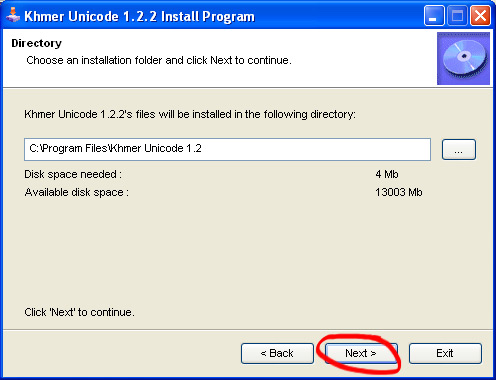 Khmer Unicode 1.2.2 Install Program
Directory
Choose an installation folder and click Next to continue.
Khmer Unicode 1.2.2's files will be installed in the following directory:
C:\Program Files\Khmer Unicode 1.2
...
Disk space needed : 4 Mb
Available disk space : 13003 Mb
Click 'Next' to continue.
< Back Next > Exit